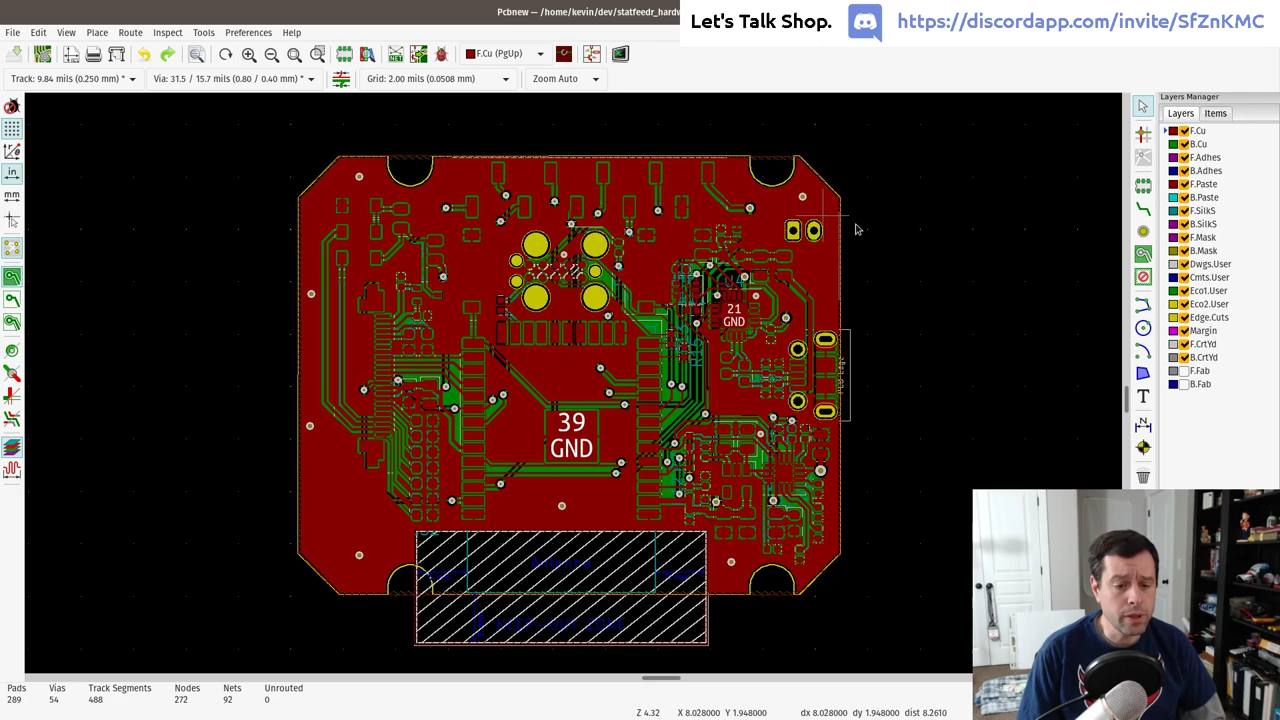 Pcbnew — /home/kevin/dev/statfeedr_hardw
Let's Talk Shop.
https://discordapp.com/invite/SfZnKMC
File Edit View Place Route Inspect Tools Preferences Help
F.Cu (PgUp)
Track: 9.84 mils (0.250 mm) *
Via: 31.5 / 15.7 mils (0.80 / 0.40 mm) *
Grid: 2.00 mils (0.0508 mm)
Zoom Auto
Layers Manager
Layers Items
F.Cu
B.Cu
F.Adhes
B.Adhes
F.Paste
B.Paste
F.SilkS
B.SilkS
F.Mask
B.Mask
Dwgs.User
Cmts.User
Eco1.User
Eco2.User
Edge.Cuts
Margin
F.CrtYd
B.CrtYd
F.Fab
B.Fab
in
mm
21
GND
39
GND
Antenna
Pads Vias Track Segments Nodes Nets Unrouted
289 54 488 272 92 0
Z 4.32 X 8.028000 Y 1.948000 dx 8.028000 dy 1.948000 dist 8.2610